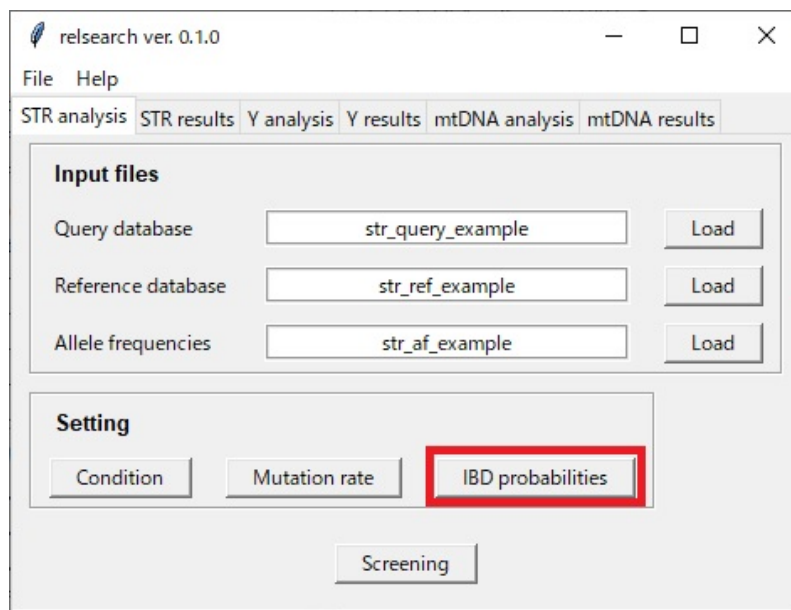 relsearch ver. 0.1.0
File Help
STR analysis STR results Y analysis Y results mtDNA analysis mtDNA results
Input files
Query database str_query_example Load
Reference database str_ref_example Load
Allele frequencies str_af_example Load
Setting
Condition Mutation rate IBD probabilities
Screening